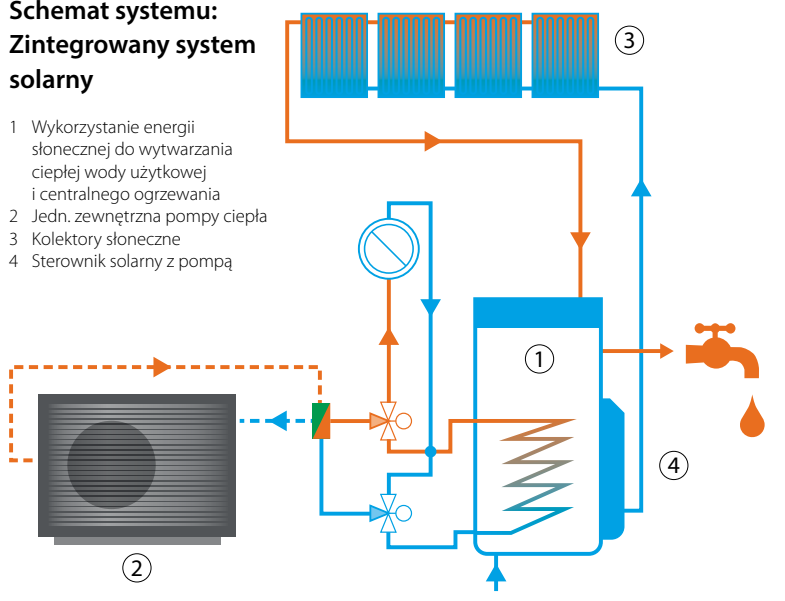 Schemat systemu:
Zintegrowany system
solarny
1 Wykorzystanie energii
słonecznej do wytwarzania
ciepłej wody użytkowej
i centralnego ogrzewania
2 Jedn. zewnętrzna pompy ciepła
3 Kolektory słoneczne
4 Sterownik solarny z pompą
3
1
4
2